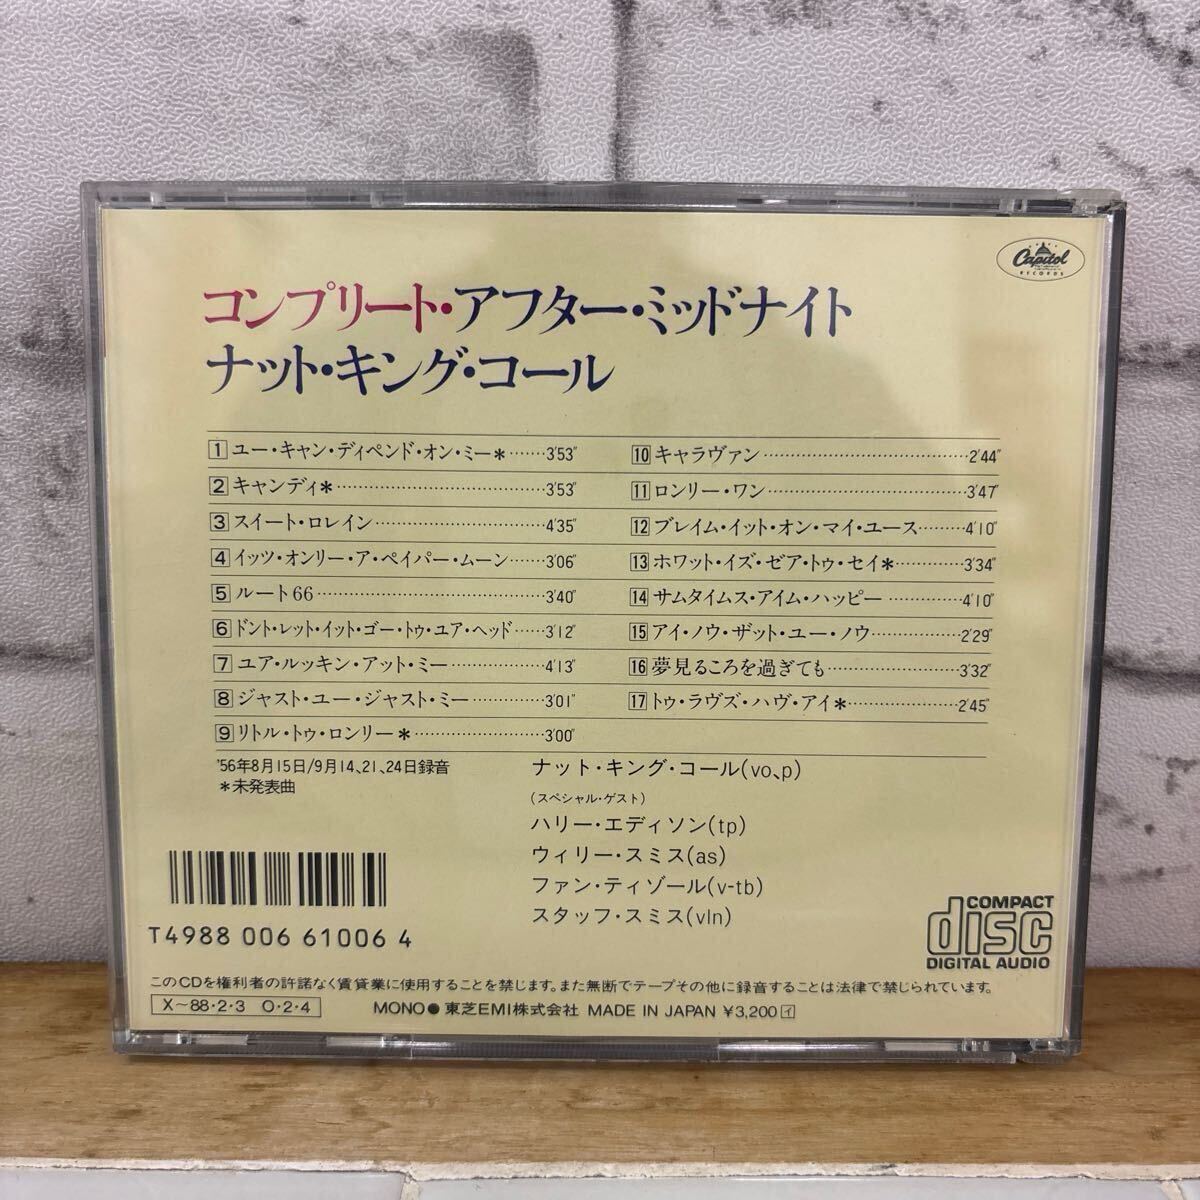 Capitol
RECORDS
コンプリート・アフター・ミッドナイト
ナット・キング・コール
1 ユー・キャン・ディペンド・オン・ミー*……3'53"
2 キャンディ*……3'53"
3 スイート・ロレイン……4'35"
4 イッツ・オンリー・ア・ペイパー・ムーン……3'06"
5 ルート66……3'40"
6 ドント・レット・イット・ゴー・トゥ・ユア・ヘッド……3'12"
7 ユア・ルッキン・アット・ミー……4'13"
8 ジャスト・ユー・ジャスト・ミー……3'01"
9 リトル・トゥ・ロンリー*……3'00"
10 キャラヴァン……2'44"
11 ロンリー・ワン……3'47"
12 ブレイム・イット・オン・マイ・ユース……4'10"
13 ホワット・イズ・ゼア・トゥ・セイ*……3'34"
14 サムタイムス・アイム・ハッピー……4'10"
15 アイ・ノウ・ザット・ユー・ノウ……2'29"
16 夢見るころを過ぎても……3'32"
17 トゥ・ラヴズ・ハヴ・アイ*……2'45"
'56年8月15日/9月14、21、24日録音
*未発表曲
ナット・キング・コール(vo、p)
(スペシャル・ゲスト)
ハリー・エディソン(tp)
ウィリー・スミス(as)
ファン・ティゾール(v-tb)
スタッフ・スミス(vln)
T4988 006 61006 4
COMPACT
disc
DIGITAL AUDIO
このCDを権利者の許諾なく賃貸業に使用することを禁じます。また無断でテープその他に録音することは法律で禁じられています。
X〜88・2・3 O・2・4
MONO● 東芝EMI株式会社 MADE IN JAPAN ¥3,200 イ